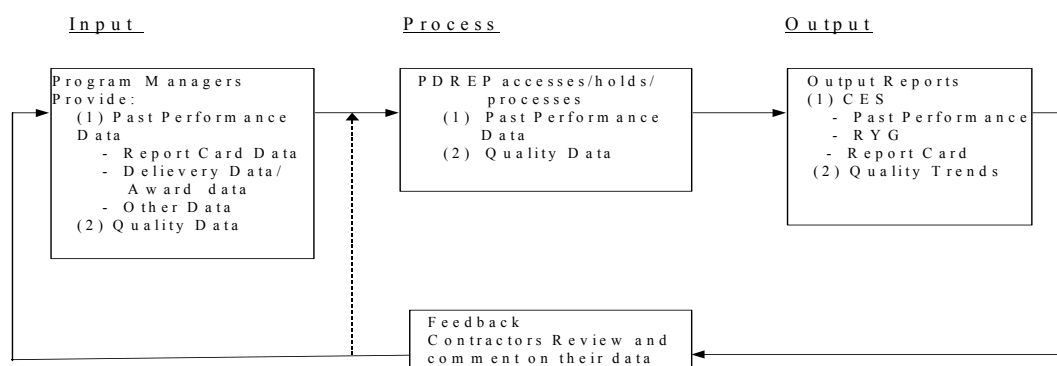 Input
Process
Output
Program Managers
Provide:
(1) Past Performance
Data
- Report Card Data
- Delievery Data/
Award data
- Other Data
(2) Quality Data
PDREP accesses/holds/
processes
(1) Past Performance
Data
(2) Quality Data
Output Reports
(1) CES
- Past Performance
- RYG
- Report Card
(2) Quality Trends
Feedback
Contractors Review and
comment on their data